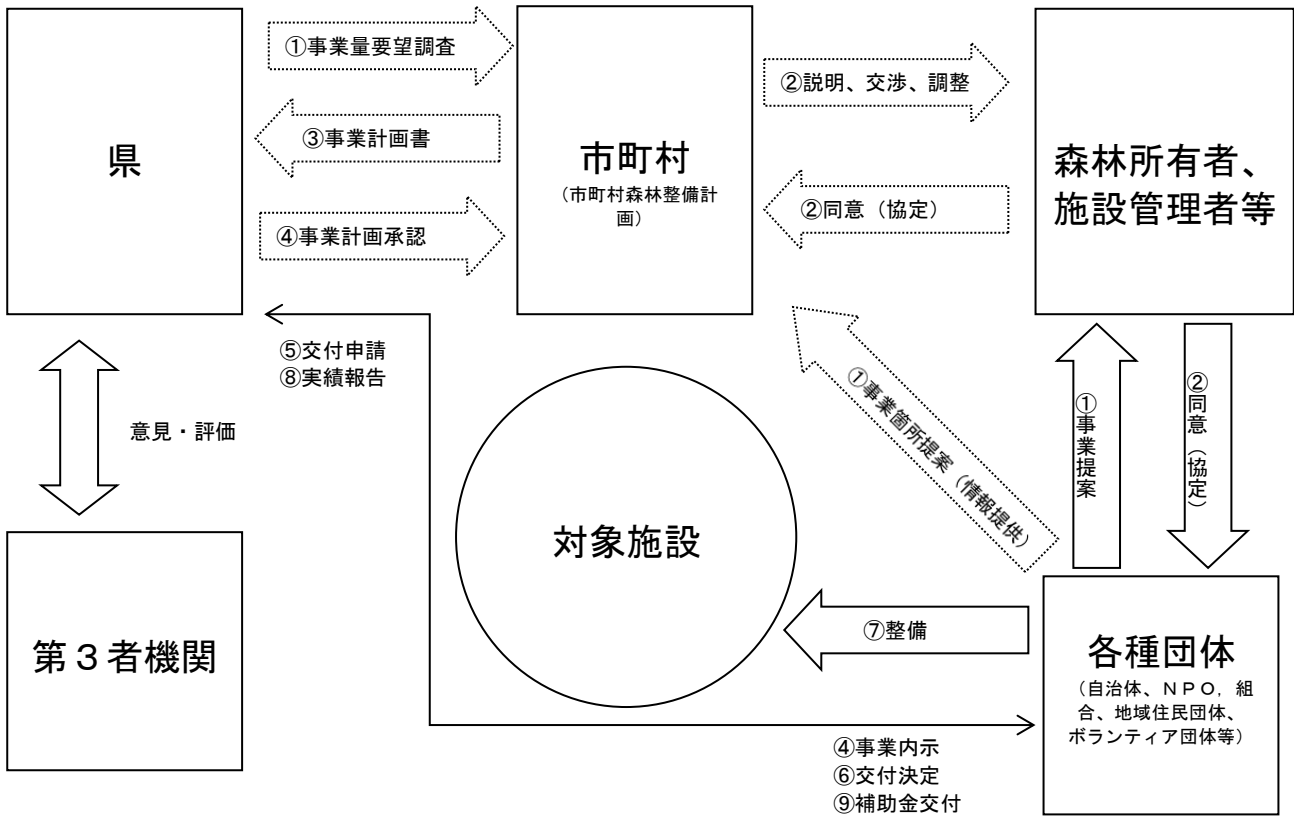 ①事業量要望調査
②説明、交渉、調整
③事業計画書
県
市町村
(市町村森林整備計
画)
森林所有者、
施設管理者等
②同意(協定)
④事業計画承認
⑤交付申請
⑧実績報告
意見・評価
①事業箇所提案(情報提供)
①事業提案
②同意(協定)
対象施設
⑦整備
第3者機関
各種団体
(自治体、NPO,組
合、地域住民団体、
ボランティア団体等)
④事業内示
⑥交付決定
⑨補助金交付